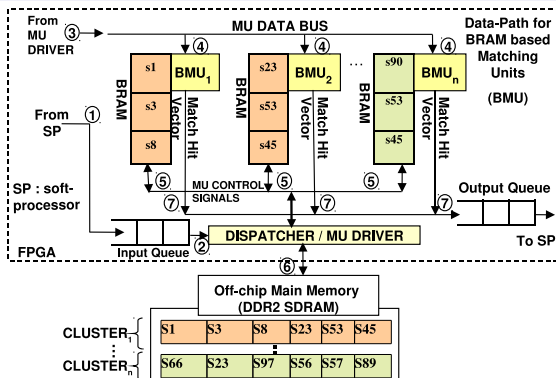 From
MU
DRIVER
③
MU DATA BUS
Data-Path for
BRAM based
Matching
Units
(BMU)
④
④
④
s1
s3
s8
BRAM
BMU1
Match Hit
Vector
s23
s53
s45
BRAM
BMU2
Match Hit
Vector
...
s90
s53
s45
BRAM
BMUn
Match Hit
Vector
From
SP
①
⑤
⑤
⑤
MU CONTROL
SIGNALS
SP : soft-
processor
⑦
⑦
⑦
Output Queue
To SP
Input Queue
②
DISPATCHER / MU DRIVER
FPGA
⑥
Off-chip Main Memory
(DDR2 SDRAM)
CLUSTER1
S1 S3 S8 S23 S53 S45
CLUSTERn
S66 S23 S97 S56 S57 S89